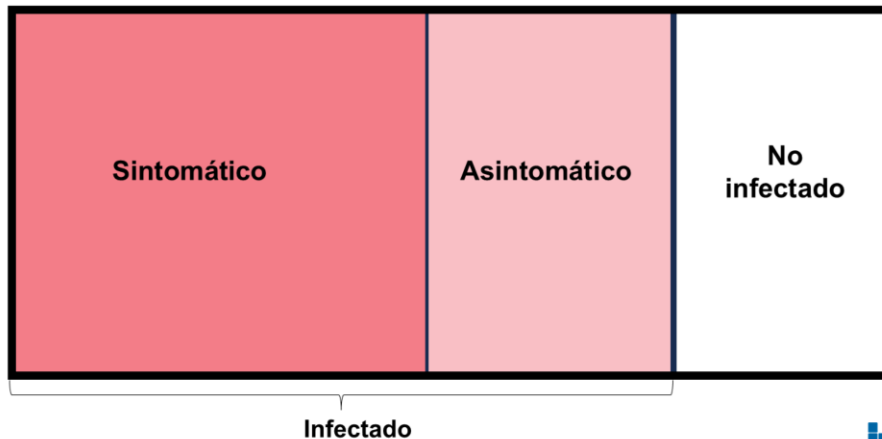 Sintomático
Asintomático
No
infectado
Infectado